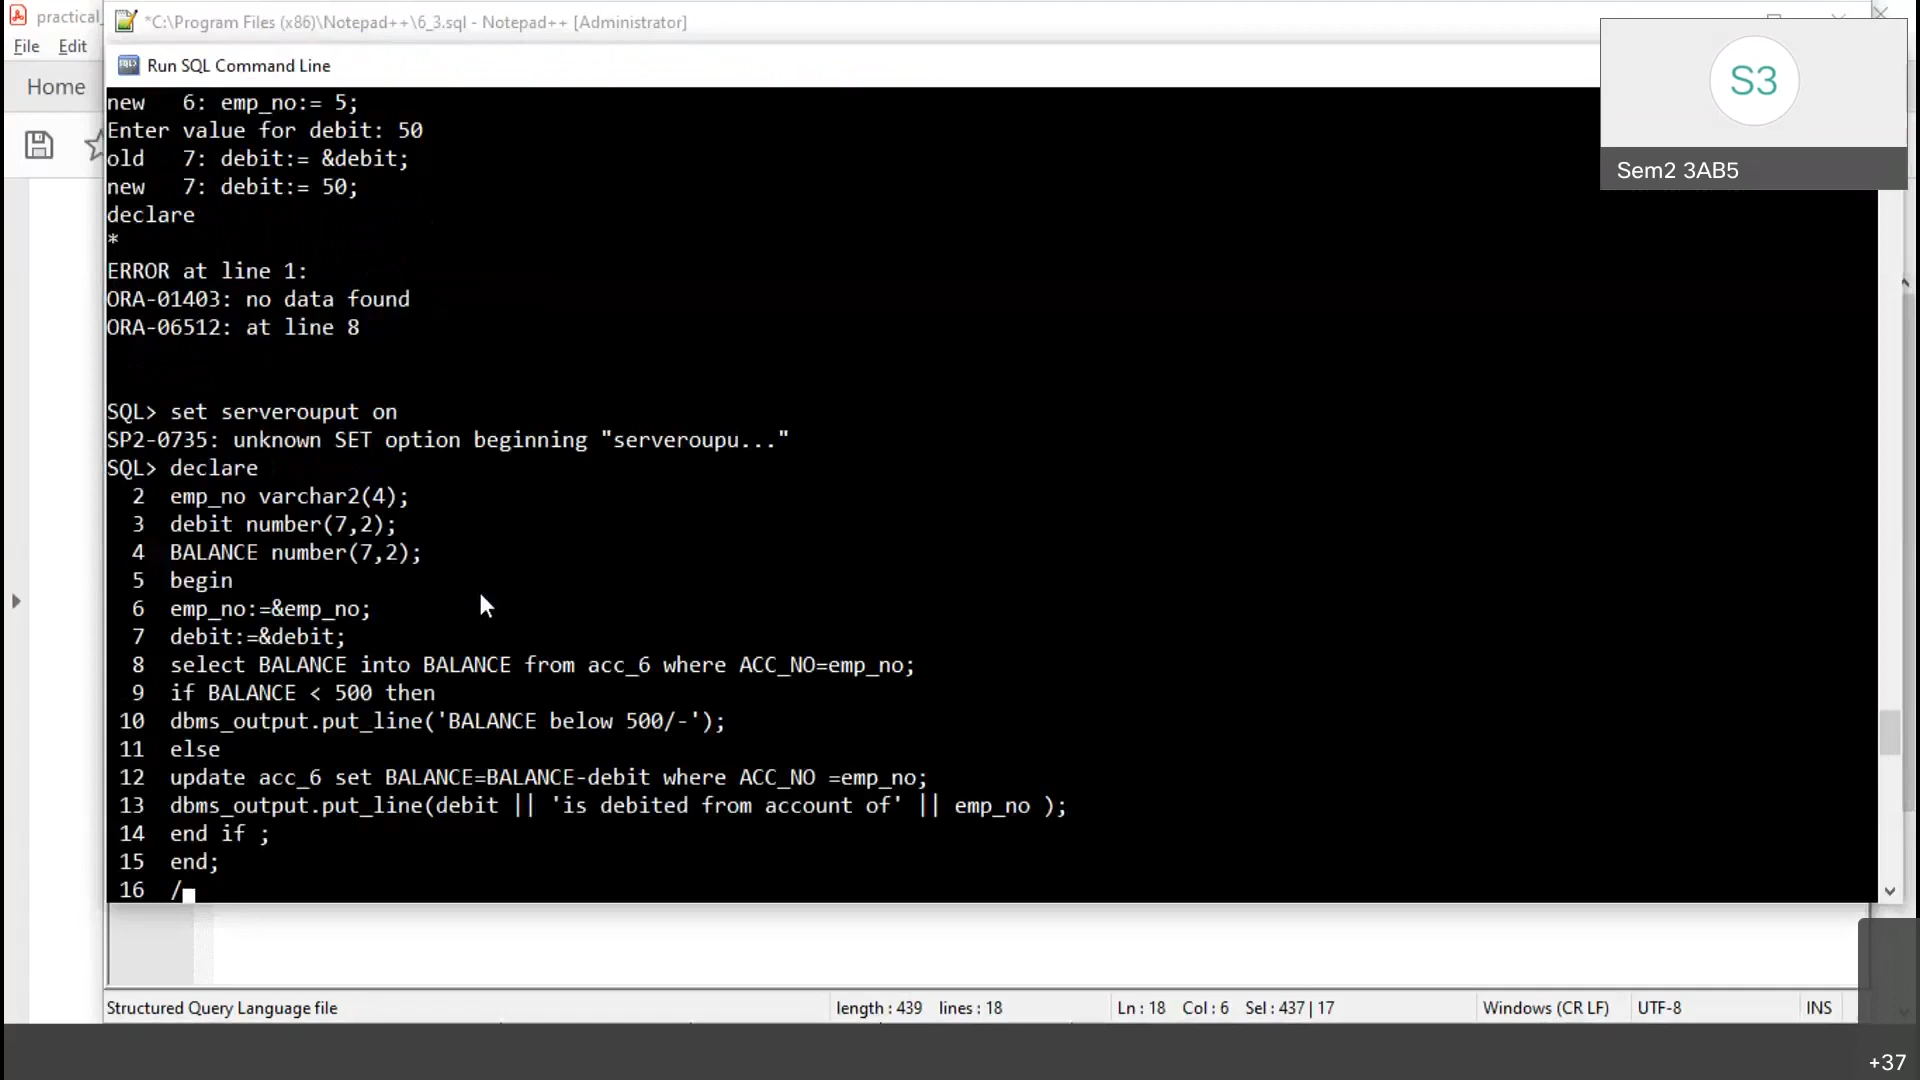 practical_
*C:\Program Files (x86)\Notepad++\6_3.sql - Notepad++ [Administrator]
File Edit
Run SQL Command Line
Home
S3
Sem2 3AB5
new   6: emp_no:= 5;
Enter value for debit: 50
old   7: debit:= &debit;
new   7: debit:= 50;
declare
*
ERROR at line 1:
ORA-01403: no data found
ORA-06512: at line 8
SQL> set serverouput on
SP2-0735: unknown SET option beginning "serveroupu..."
SQL> declare
2  emp_no varchar2(4);
3  debit number(7,2);
4  BALANCE number(7,2);
5  begin
6  emp_no:=&emp_no;
7  debit:=&debit;
8  select BALANCE into BALANCE from acc_6 where ACC_NO=emp_no;
9  if BALANCE < 500 then
10  dbms_output.put_line('BALANCE below 500/-');
11  else
12  update acc_6 set BALANCE=BALANCE-debit where ACC_NO =emp_no;
13  dbms_output.put_line(debit || 'is debited from account of' || emp_no );
14  end if ;
15  end;
16  /
Structured Query Language file
length : 439 lines : 18
Ln : 18 Col : 6 Sel : 437 | 17
Windows (CR LF)
UTF-8
INS
+37